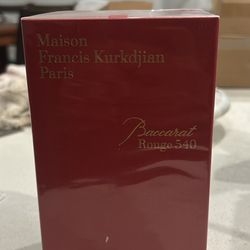 Maison
Francis Kurkdjian
Paris
Baccarat
Rouge 540